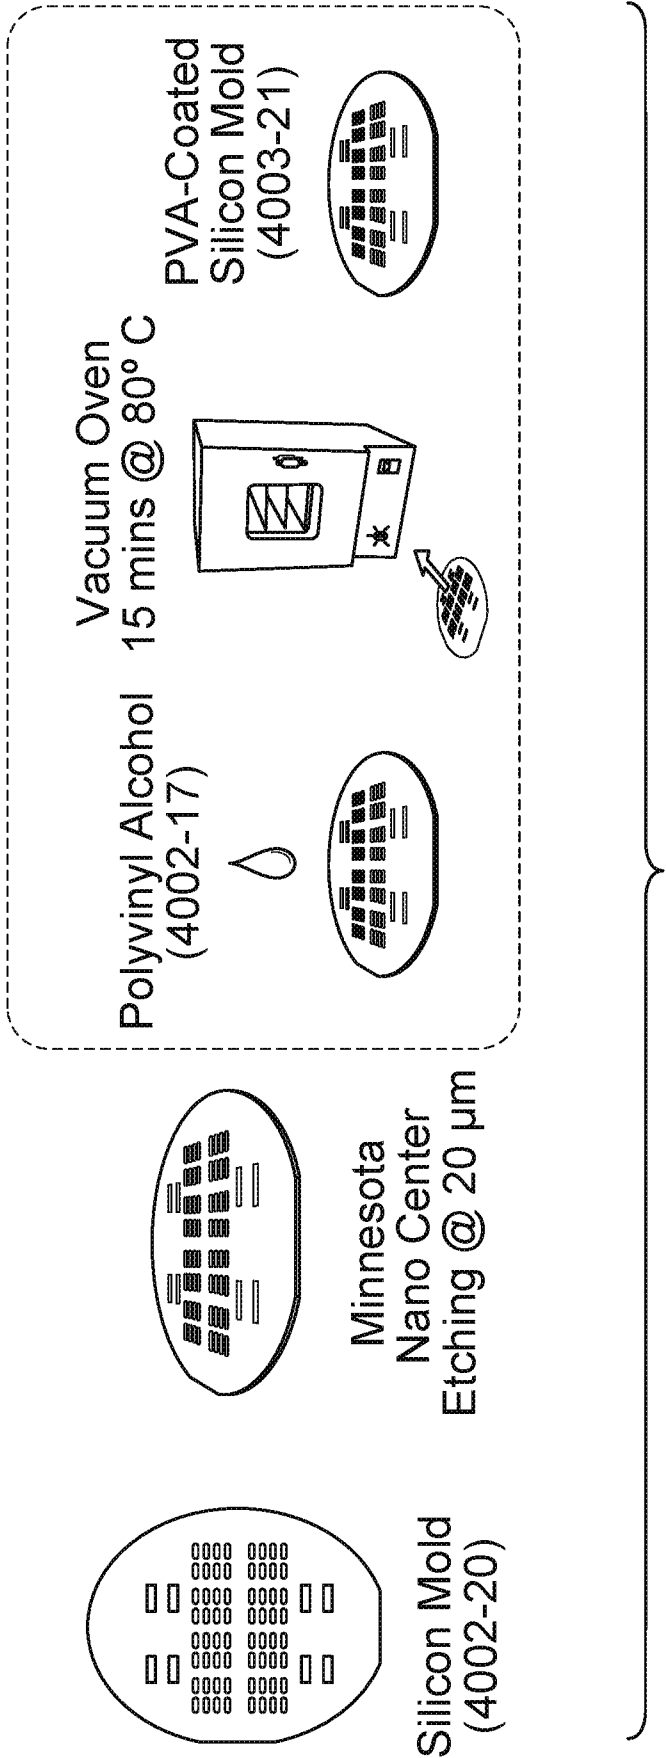 Silicon Mold
(4002-20)
Minnesota
Nano Center
Etching @ 20 µm
Polyvinyl Alcohol
(4002-17)
Vacuum Oven
15 mins @ 80º C
PVA-Coated
Silicon Mold
(4003-21)